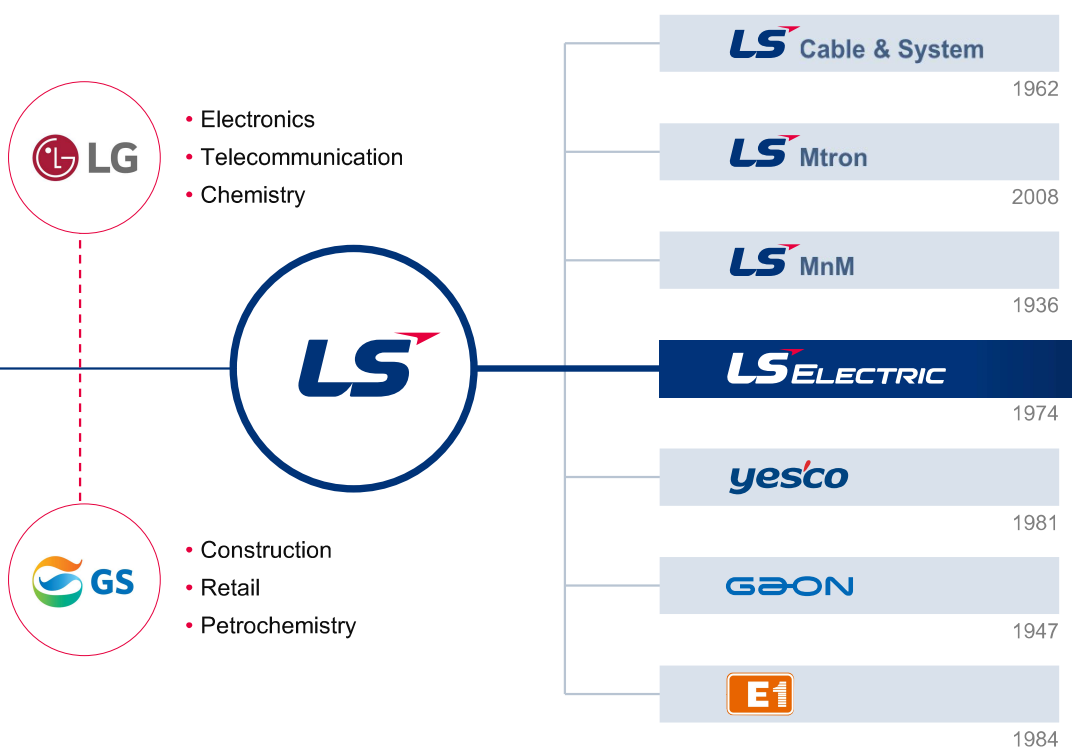 LG
• Electronics
• Telecommunication
• Chemistry
LS
GS
• Construction
• Retail
• Petrochemistry
LS Cable & System
1962
LS Mtron
2008
LS MnM
1936
LS ELECTRIC
1974
yesco
1981
GAON
1947
E1
1984